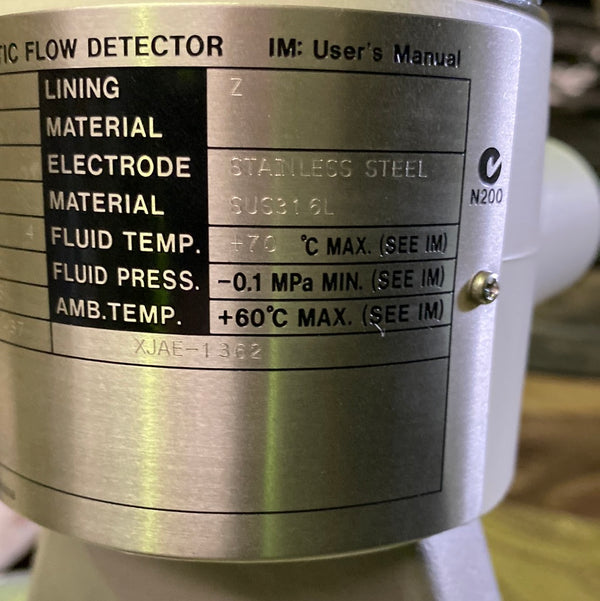 TIC FLOW DETECTOR IM: User's Manual
LINING MATERIAL Z
ELECTRODE MATERIAL STAINLESS STEEL SUS316L
4 FLUID TEMP. +70 °C MAX. (SEE IM)
FLUID PRESS. -0.1 MPa MIN. (SEE IM)
AMB.TEMP. +60°C MAX. (SEE IM)
XJAE-1362
N200